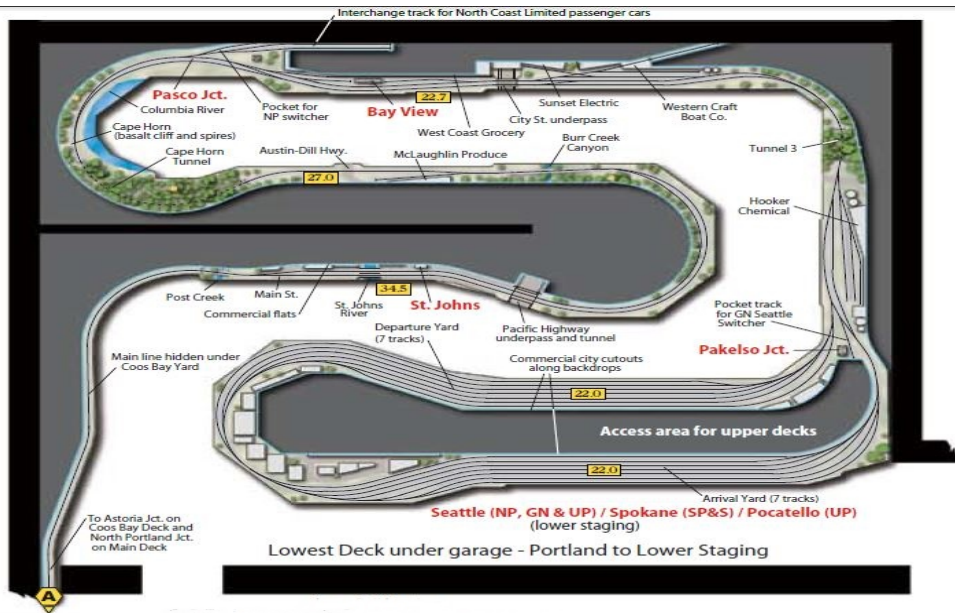 Interchange track for North Coast Limited passenger cars
Pasco Jct.
Columbia River
Pocket for
NP switcher
22.7
Bay View
West Coast Grocery
City St. underpass
Sunset Electric
Western Craft
Boat Co.
Cape Horn
(basalt cliff and spires)
Cape Horn
Tunnel
Austin-Dill Hwy.
27.0
McLaughlin Produce
Burr Creek
Canyon
Tunnel 3
Hooker
Chemical
Post Creek
Main St.
Commercial flats
St. Johns
River
34.5
St. Johns
Pacific Highway
underpass and tunnel
Pocket track
for GN Seattle
Switcher
Pakelso Jct.
Main line hidden under
Coos Bay Yard
Departure Yard
(7 tracks)
Commercial city cutouts
along backdrops
22.0
Access area for upper decks
22.0
Arrival Yard (7 tracks)
Seattle (NP, GN & UP) / Spokane (SP&S) / Pocatello (UP)
(lower staging)
To Astoria Jct. on
Coos Bay Deck and
North Portland Jct.
on Main Deck
Lowest Deck under garage - Portland to Lower Staging
A